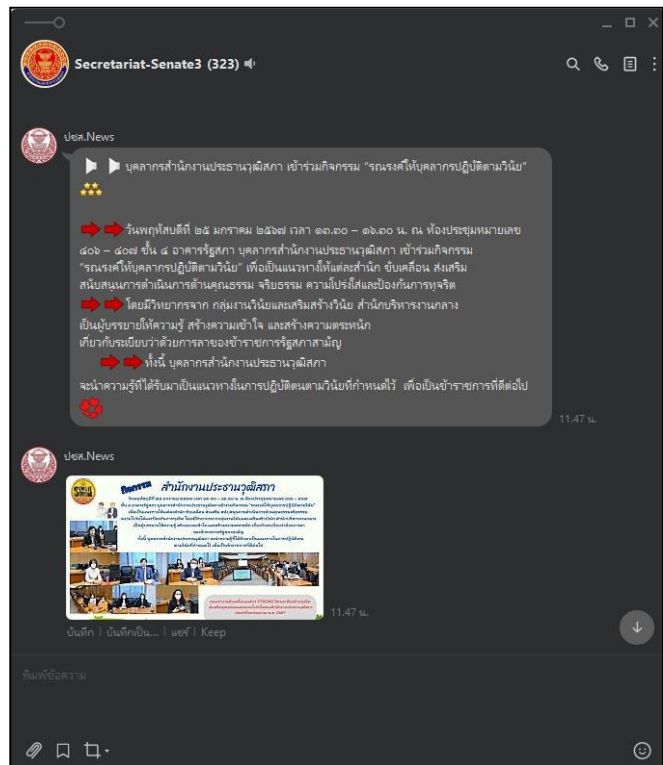 Secretariat-Senate3 (323)
ปชส.News
บุคลากรสำนักงานประธานวุฒิสภา เข้าร่วมกิจกรรม "รณรงค์ให้บุคลากรปฏิบัติตามวินัย"
วันพฤหัสบดีที่ ๒๕ มกราคม ๒๕๖๗ เวลา ๑๓.๓๐ – ๑๖.๓๐ น. ณ ห้องประชุมหมายเลข
๔๐๖ – ๔๐๗ ชั้น ๔ อาคารรัฐสภา บุคลากรสำนักงานประธานวุฒิสภา เข้าร่วมกิจกรรม
"รณรงค์ให้บุคลากรปฏิบัติตามวินัย" เพื่อเป็นแนวทางให้แต่ละสำนัก ขับเคลื่อน ส่งเสริม
สนับสนุนการดำเนินการด้านคุณธรรม จริยธรรม ความโปร่งใสและป้องกันการทุจริต
โดยมีวิทยากรจาก กลุ่มงานวินัยและเสริมสร้างวินัย สำนักบริหารงานกลาง
เป็นผู้บรรยายให้ความรู้ สร้างความเข้าใจ และสร้างความตระหนัก
เกี่ยวกับระเบียบว่าด้วยการลาของข้าราชการรัฐสภาสามัญ
ทั้งนี้ บุคลากรสำนักงานประธานวุฒิสภา
จะนำความรู้ที่ได้รับมาเป็นแนวทางในการปฏิบัติตนตามวินัยที่กำหนดไว้ เพื่อเป็นข้าราชการที่ดีต่อไป
11.47 น.
ปชส.News
กิจกรรม สำนักงานประธานวุฒิสภา
11.47 น.
บันทึก | บันทึกเป็น... | แชร์ | Keep
พิมพ์ข้อความ